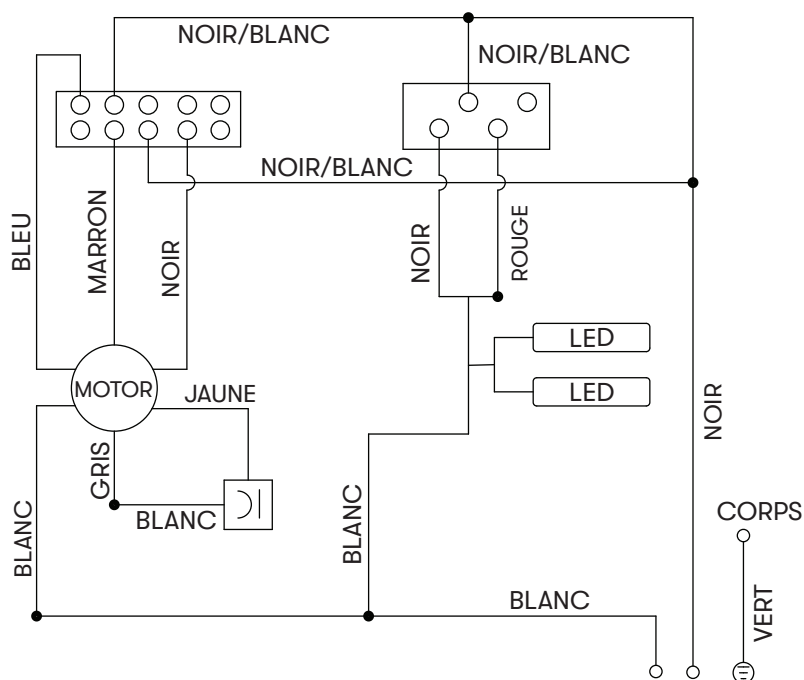 NOIR/BLANC
NOIR/BLANC
NOIR/BLANC
BLEU
MARRON
NOIR
NOIR
ROUGE
LED
LED
MOTOR
JAUNE
GRIS
BLANC
BLANC
BLANC
NOIR
CORPS
BLANC
VERT